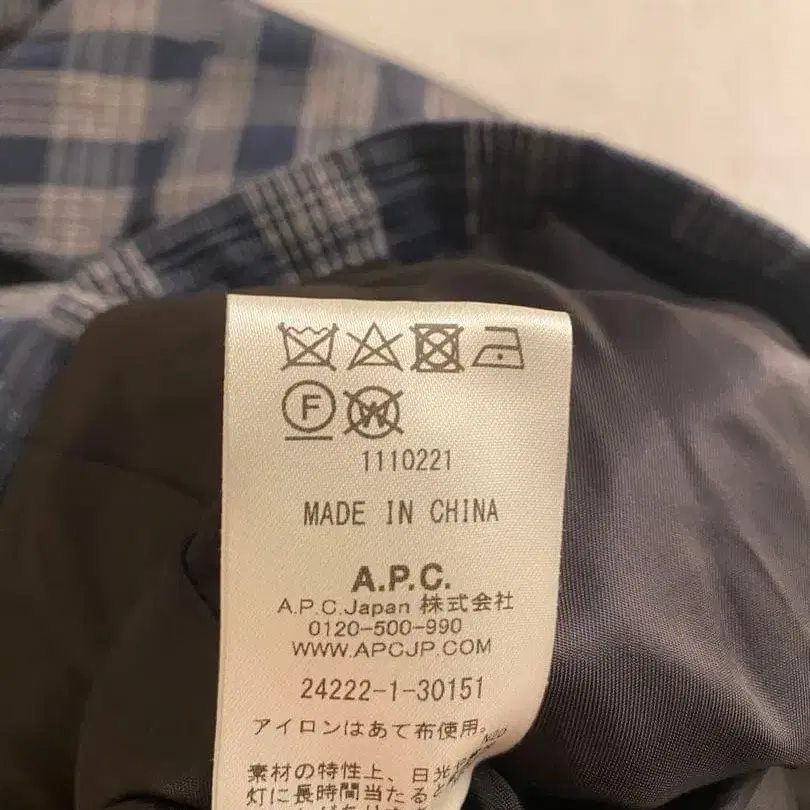 F
W
1110221
MADE IN CHINA
A.P.C.
A.P.C.Japan 株式会社
0120-500-990
WWW.APCJP.COM
24222-1-30151
アイロンはあて布使用。
素材の特性上、日光
灯に長時間当たると